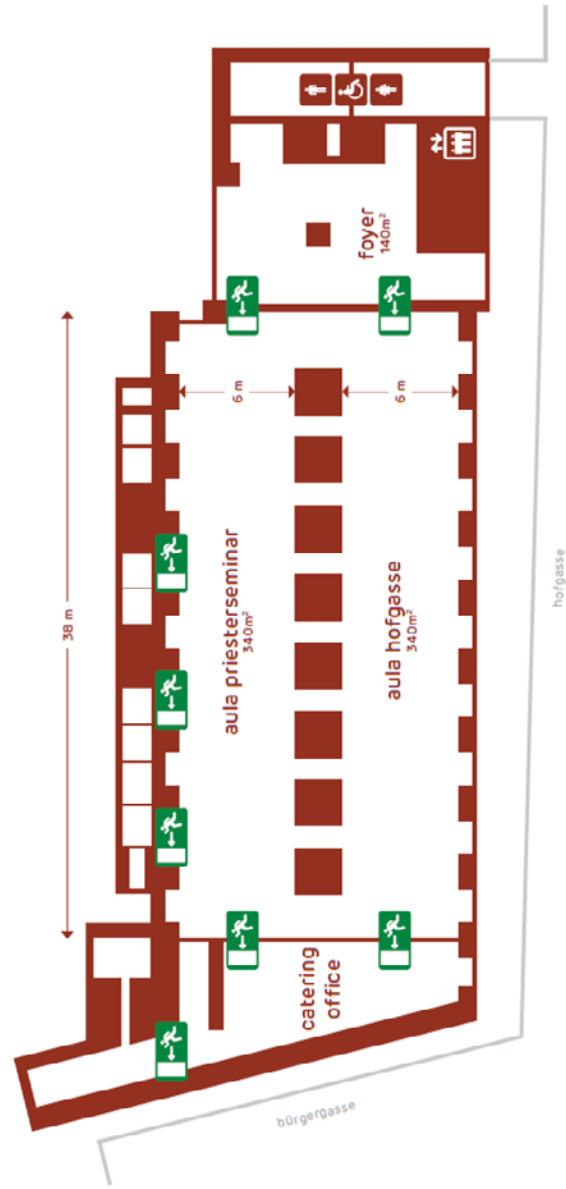 foyer
140m²
6 m
6 m
38 m
aula priesterseminar
340m²
aula hofgasse
340m²
hofgasse
catering
office
bürgergasse